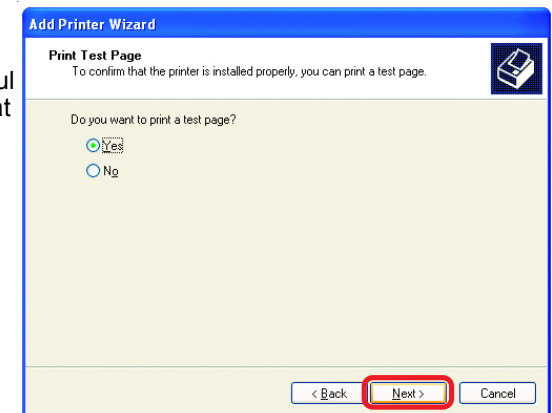 Add Printer Wizard
Print Test Page
To confirm that the printer is installed properly, you can print a test page.
Do you want to print a test page?
Yes
No
< Back Next > Cancel